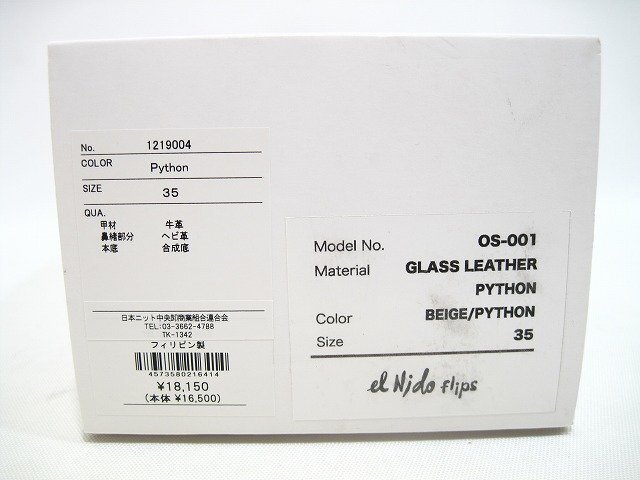 No. 1219004
COLOR Python
SIZE 35
QUA.
甲材 牛革
鼻緒部分 ヘビ革
本底 合成底
日本ニット中央卸商業組合連合会
TEL:03-3662-4788
TK-1342
フィリピン製
4573580216414
¥18,150
(本体 ¥16,500)
Model No. OS-001
Material GLASS LEATHER
PYTHON
Color BEIGE/PYTHON
Size 35
el Nido flips